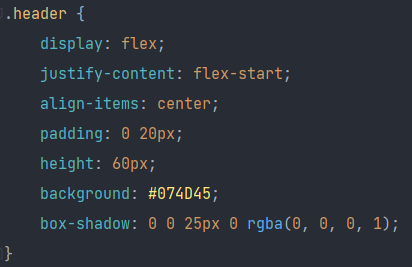 .header {
    display: flex;
    justify-content: flex-start;
    align-items: center;
    padding: 0 20px;
    height: 60px;
    background: #074D45;
    box-shadow: 0 0 25px 0 rgba(0, 0, 0, 1);
}